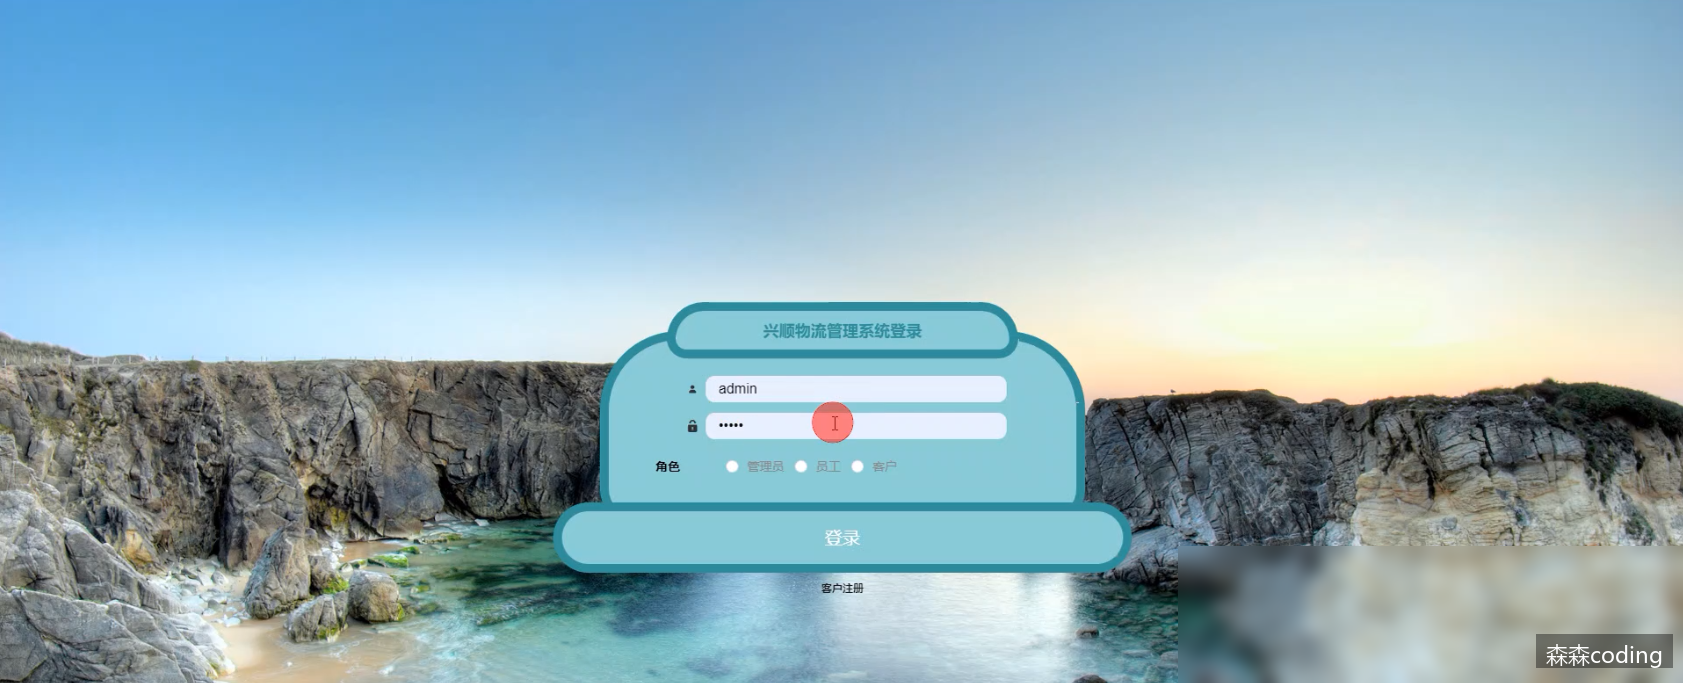 兴顺物流管理系统登录
admin
•••••
角色 管理员 员工 客户
登录
客户注册
森森coding